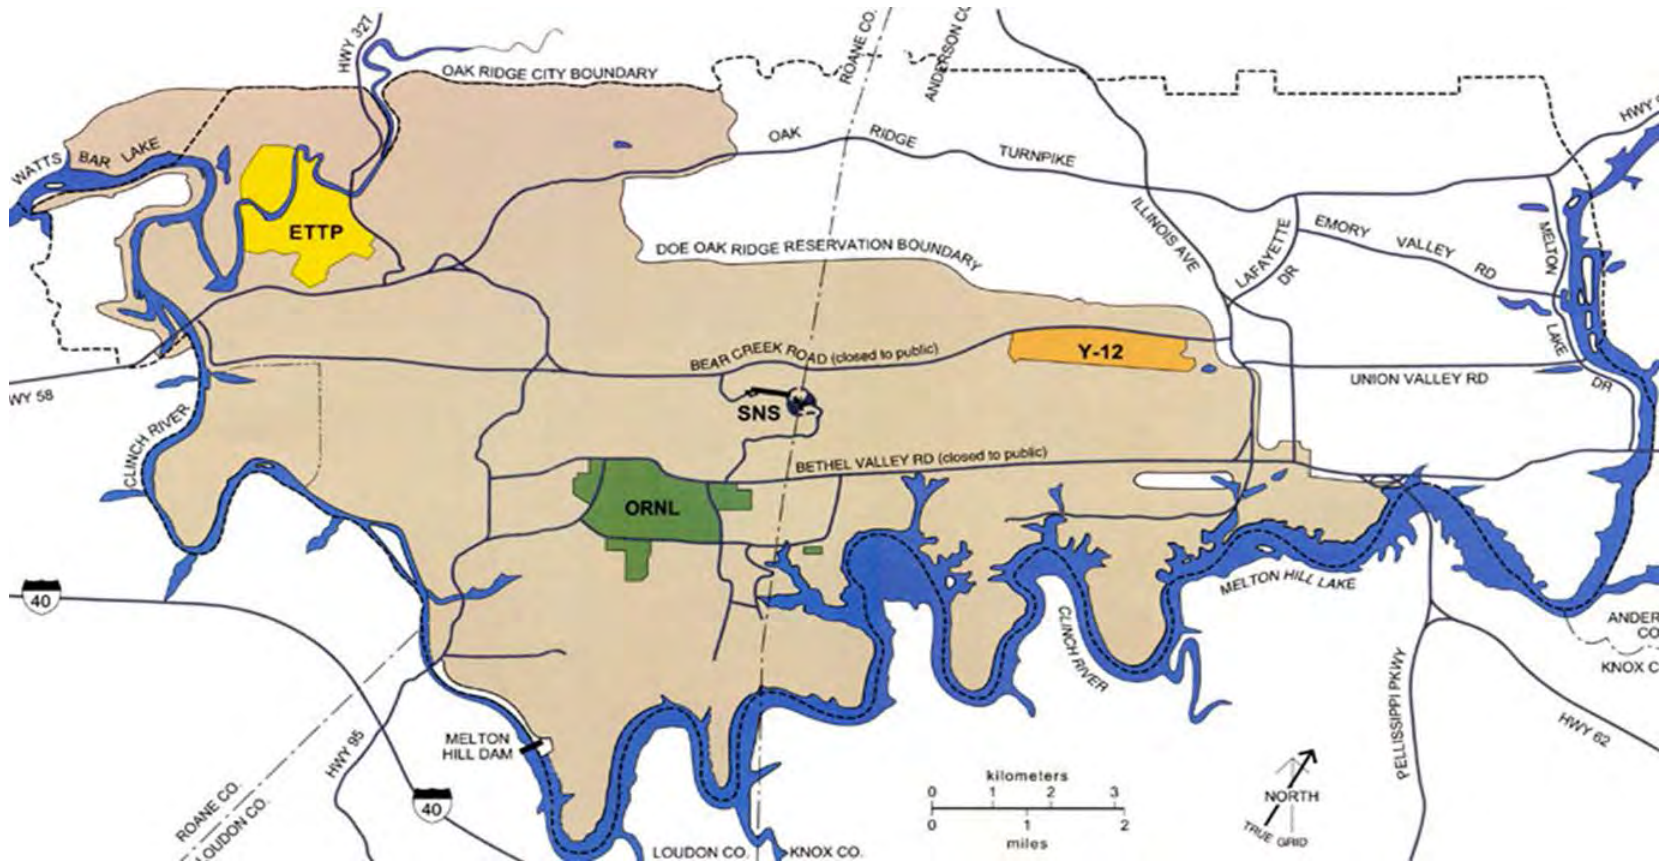 HWY 327
ROANE CO.
ANDERSON CO.
OAK RIDGE CITY BOUNDARY
HWY
OAK RIDGE TURNPIKE
WATTS BAR LAKE
ETTP
DOE OAK RIDGE RESERVATION BOUNDARY
ILLINOIS AVE
LAFAYETTE
DR
EMORY VALLEY RD
MELTON
LAKE
DR
BEAR CREEK ROAD (closed to public)
Y-12
UNION VALLEY RD
WY 58
SNS
CLINCH RIVER
BETHEL VALLEY RD (closed to public)
ORNL
40
MELTON HILL LAKE
CLINCH RIVER
ANDER
CO
KNOX C
PELLISSIPPI PKWY
HWY 62
MELTON
HILL DAM
HWY 95
40
ROANE CO.
LOUDON CO.
LOUDON CO.
KNOX CO.
kilometers
0 1 2 3
0 1 2
miles
NORTH
TRUE GRID